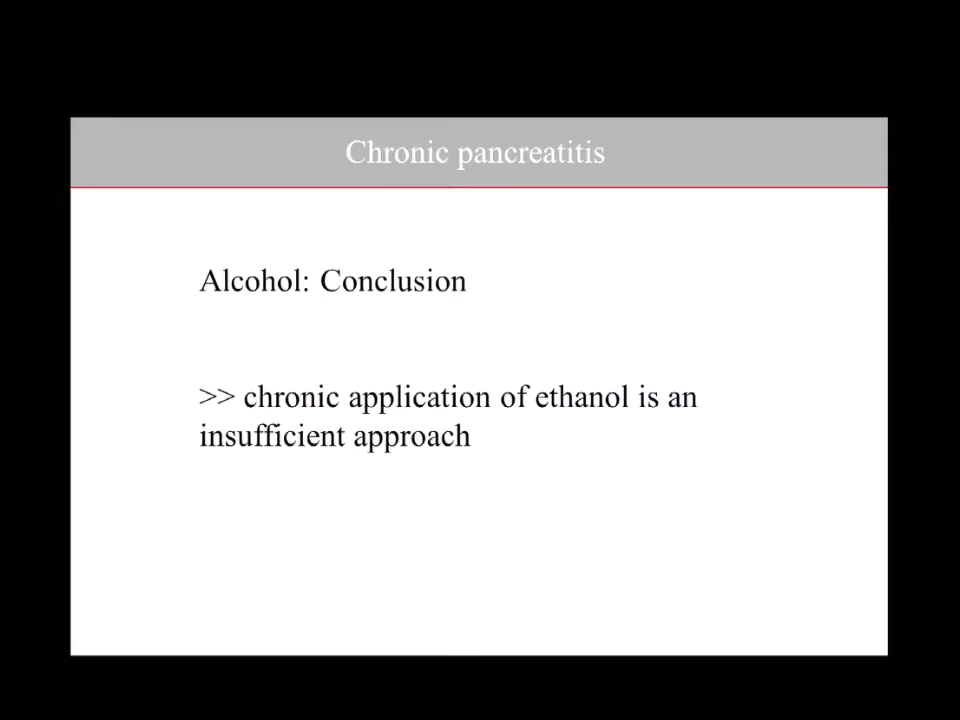 Chronic pancreatitis
Alcohol: Conclusion
>> chronic application of ethanol is an
insufficient approach